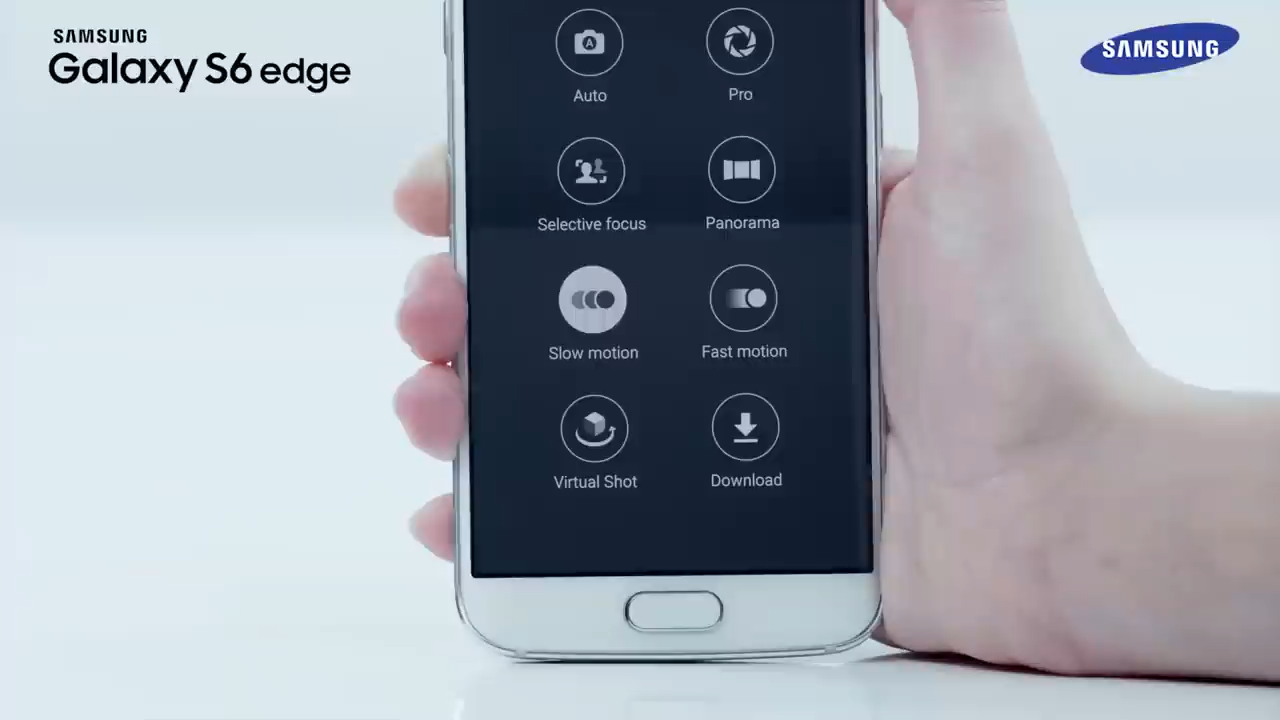 SAMSUNG
Galaxy S6 edge
SAMSUNG
A
Auto
Pro
Selective focus
Panorama
Slow motion
Fast motion
Virtual Shot
Download